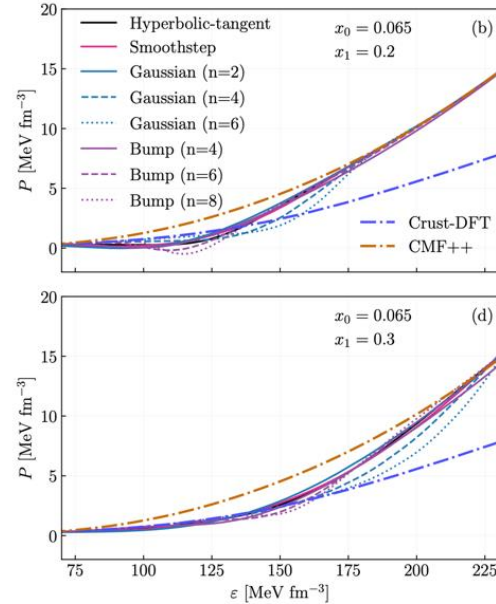 20
15
10
5
0
P [MeV fm⁻³]
Hyperbolic-tangent
Smoothstep
Gaussian (n=2)
Gaussian (n=4)
Gaussian (n=6)
Bump (n=4)
Bump (n=6)
Bump (n=8)
x₀ = 0.065
x₁ = 0.2
(b)
Crust-DFT
CMF++
20
15
10
5
0
P [MeV fm⁻³]
x₀ = 0.065
x₁ = 0.3
(d)
75 100 125 150 175 200 225
ε [MeV fm⁻³]